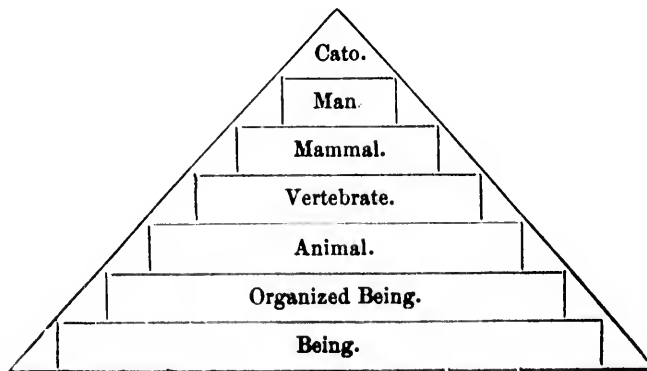 Cato.
Man.
Mammal.
Vertebrate.
Animal.
Organized Being.
Being.